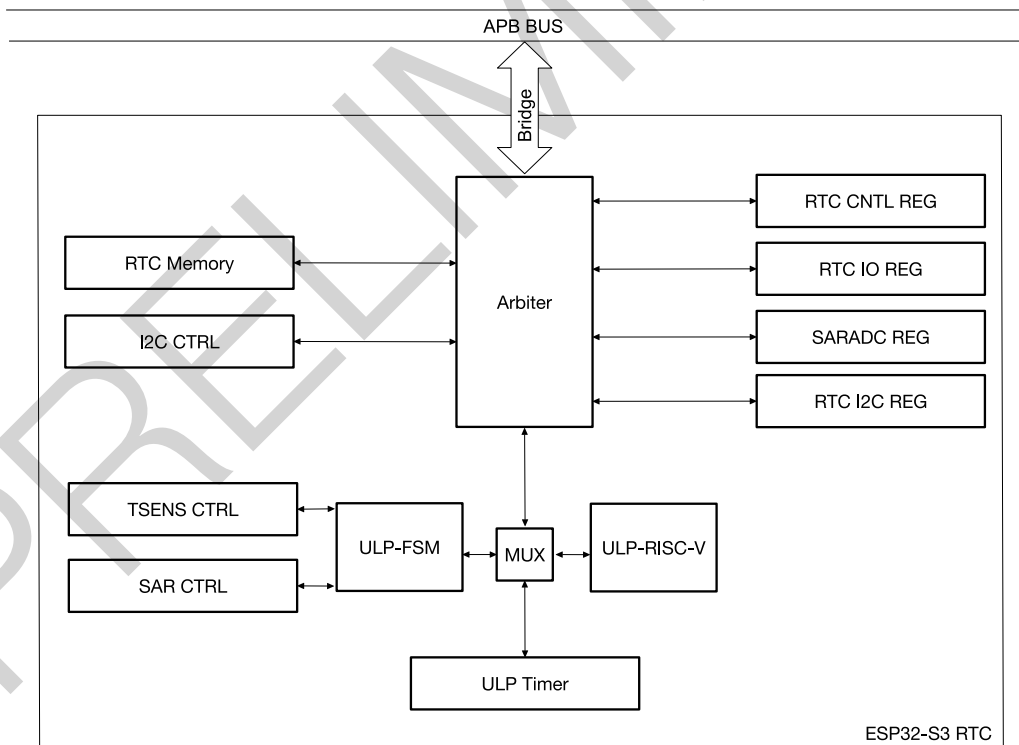 APB BUS
Bridge
RTC CNTL REG
RTC Memory
RTC IO REG
Arbiter
I2C CTRL
SARADC REG
RTC I2C REG
TSENS CTRL
ULP-FSM
MUX
ULP-RISC-V
SAR CTRL
ULP Timer
ESP32-S3 RTC
PRELIM